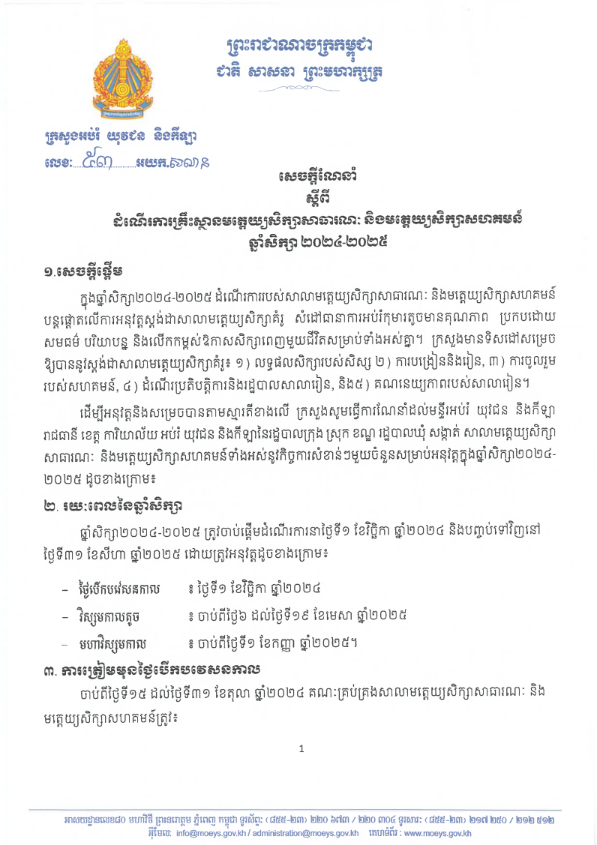 ព្រះរាជាណាចក្រកម្ពុជា
ជាតិ សាសនា ព្រះមហាក្សត្រ
ក្រសួងអប់រំ យុវជន និងកីឡា
លេខ: ៥៣ អយក.សណន
សេចក្តីណែនាំ
ស្តីពី
ដំណើរការគ្រឹះស្ថានមត្តេយ្យសិក្សាសាធារណៈ និងមត្តេយ្យសិក្សាសហគមន៍
ឆ្នាំសិក្សា ២០២៤-២០២៥
១.សេចក្តីផ្តើម
ក្នុងឆ្នាំសិក្សា២០២៤-២០២៥ ដំណើរការរបស់សាលាមត្តេយ្យសិក្សាសាធារណៈ និងមត្តេយ្យសិក្សាសហគមន៍
បន្តផ្តោតលើការអនុវត្តស្តង់ដាសាលាមត្តេយ្យសិក្សាគំរូ សំដៅធានាការអប់រំកុមារតូចមានគុណភាព ប្រកបដោយ
សមធម៌ បរិយាបន្ន និងលើកកម្ពស់ឱកាសសិក្សាពេញមួយជីវិតសម្រាប់ទាំងអស់គ្នា។ ក្រសួងមានទិសដៅសម្រេច
ឱ្យបាននូវស្តង់ដាសាលាមត្តេយ្យសិក្សាគំរូ៖ ១) លទ្ធផលសិក្សារបស់សិស្ស ២) ការបង្រៀននិងរៀន, ៣) ការចូលរួម
របស់សហគមន៍, ៤) ដំណើរប្រតិបត្តិការនិងរដ្ឋបាលសាលារៀន, និង៥) គណនេយ្យភាពរបស់សាលារៀន។
ដើម្បីអនុវត្តនិងសម្រេចបានតាមស្មារតីខាងលើ ក្រសួងសូមធ្វើការណែនាំដល់មន្ទីរអប់រំ យុវជន និងកីឡា
រាជធានី ខេត្ត ការិយាល័យ អប់រំ យុវជន និងកីឡានៃរដ្ឋបាលក្រុង ស្រុក ខណ្ឌ រដ្ឋបាលឃុំ សង្កាត់ សាលាមត្តេយ្យសិក្សា
សាធារណៈ និងមត្តេយ្យសិក្សាសហគមន៍ទាំងអស់នូវកិច្ចការសំខាន់ៗមួយចំនួនសម្រាប់អនុវត្តក្នុងឆ្នាំសិក្សា២០២៤-
២០២៥ ដូចខាងក្រោម៖
២. រយៈពេលនៃឆ្នាំសិក្សា
ឆ្នាំសិក្សា២០២៤-២០២៥ ត្រូវចាប់ផ្តើមដំណើរការនាថ្ងៃទី១ ខែវិច្ឆិកា ឆ្នាំ២០២៤ និងបញ្ចប់ទៅវិញនៅ
ថ្ងៃទី៣១ ខែសីហា ឆ្នាំ២០២៥ ដោយត្រូវអនុវត្តដូចខាងក្រោម៖
– ថ្ងៃបើកបវេសនកាល ៖ ថ្ងៃទី១ ខែវិច្ឆិកា ឆ្នាំ២០២៤
– វិស្សមកាលតូច ៖ ចាប់ពីថ្ងៃ៦ ដល់ថ្ងៃទី១៩ ខែមេសា ឆ្នាំ២០២៥
– មហាវិស្សមកាល ៖ ចាប់ពីថ្ងៃទី១ ខែកញ្ញា ឆ្នាំ២០២៥។
៣. ការត្រៀមមុនថ្ងៃបើកបវេសនកាល
ចាប់ពីថ្ងៃទី១៥ ដល់ថ្ងៃទី៣១ ខែតុលា ឆ្នាំ២០២៤ គណៈគ្រប់គ្រងសាលាមត្តេយ្យសិក្សាសាធារណៈ និង
មត្តេយ្យសិក្សាសហគមន៍ត្រូវ៖
1
អាសយដ្ឋានលេខ៨០ មហាវិថី ព្រះនរោត្តម ភ្នំពេញ កម្ពុជា ទូរស័ព្ទ: (៨៥៥-២៣) ២២០ ៦៧៣ / ២២០ ៣០៤ ទូរសារ: (៨៥៥-២៣) ២១៧ ២៥០ / ២១២ ៥១២
អ៊ីមែល: info@moeys.gov.kh / administration@moeys.gov.kh គេហទំព័រ : www.moeys.gov.kh